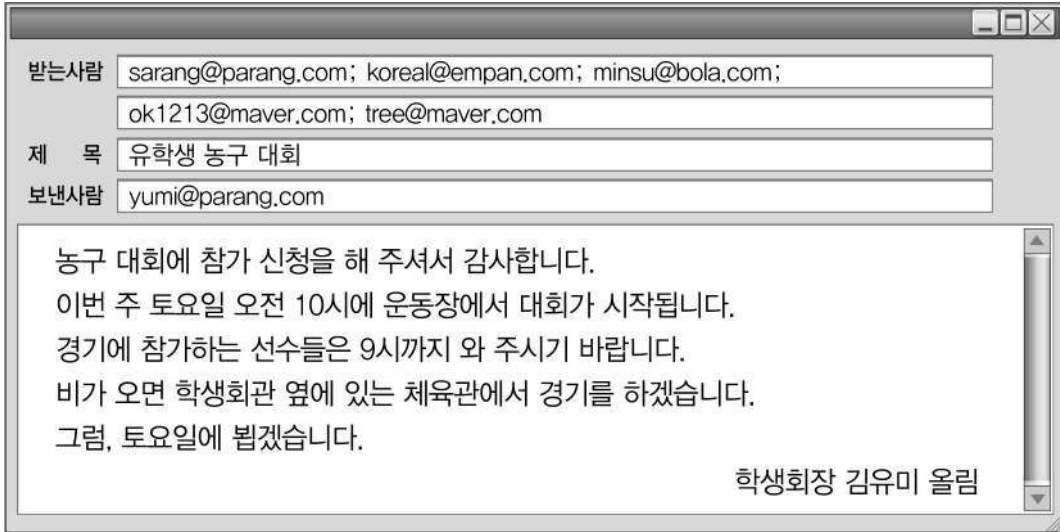 받는사람 sarang@parang.com; koreal@empan.com; minsu@bola.com;
ok1213@maver.com; tree@maver.com
제 목 유학생 농구 대회
보낸사람 yumi@parang.com
농구 대회에 참가 신청을 해 주셔서 감사합니다.
이번 주 토요일 오전 10시에 운동장에서 대회가 시작됩니다.
경기에 참가하는 선수들은 9시까지 와 주시기 바랍니다.
비가 오면 학생회관 옆에 있는 체육관에서 경기를 하겠습니다.
그럼, 토요일에 뵙겠습니다.
학생회장 김유미 올림